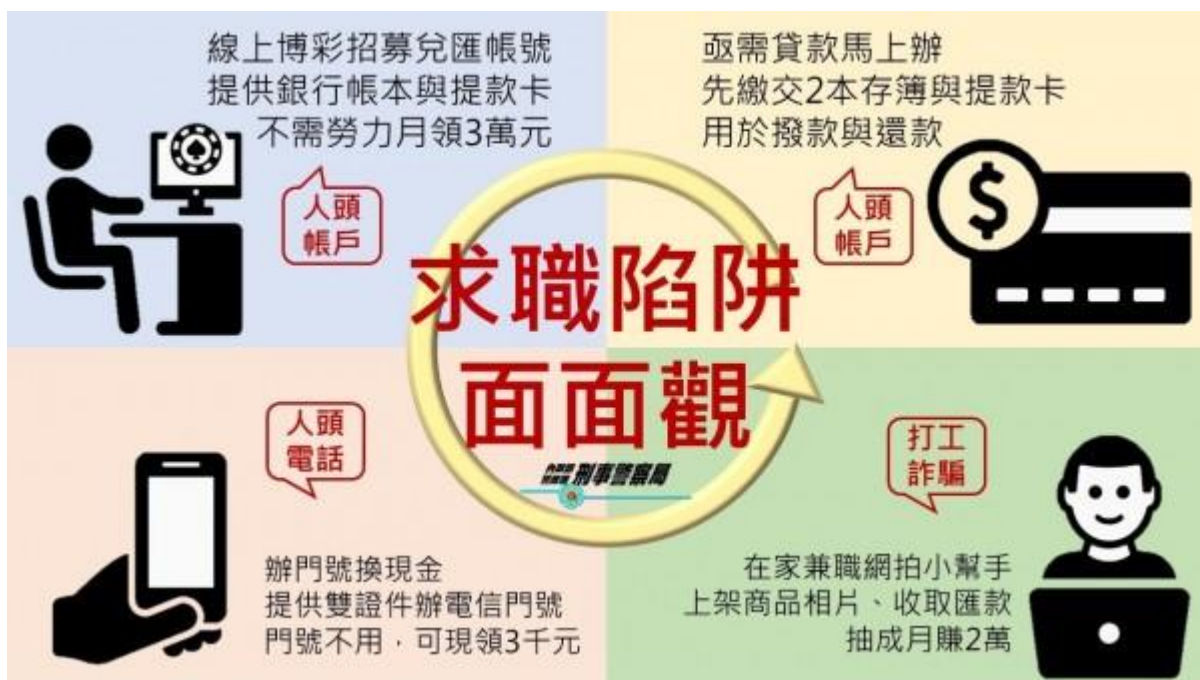 線上博彩招募兌匯帳號
提供銀行帳本與提款卡
不需勞力月領3萬元
人頭
帳戶
亟需貸款馬上辦
先繳交2本存簿與提款卡
用於撥款與還款
人頭
帳戶
$
求職陷阱
面面觀
刑事警察局
人頭
電話
辦門號換現金
提供雙證件辦電信門號
門號不用，可現領3千元
打工
詐騙
在家兼職網拍小幫手
上架商品相片、收取匯款
抽成月賺2萬